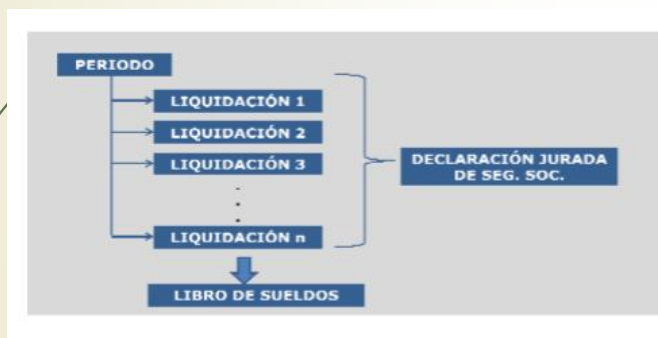 PERIODO
LIQUIDACIÓN 1
LIQUIDACIÓN 2
LIQUIDACIÓN 3
LIQUIDACIÓN n
DECLARACIÓN JURADA
DE SEG. SOC.
LIBRO DE SUELDOS